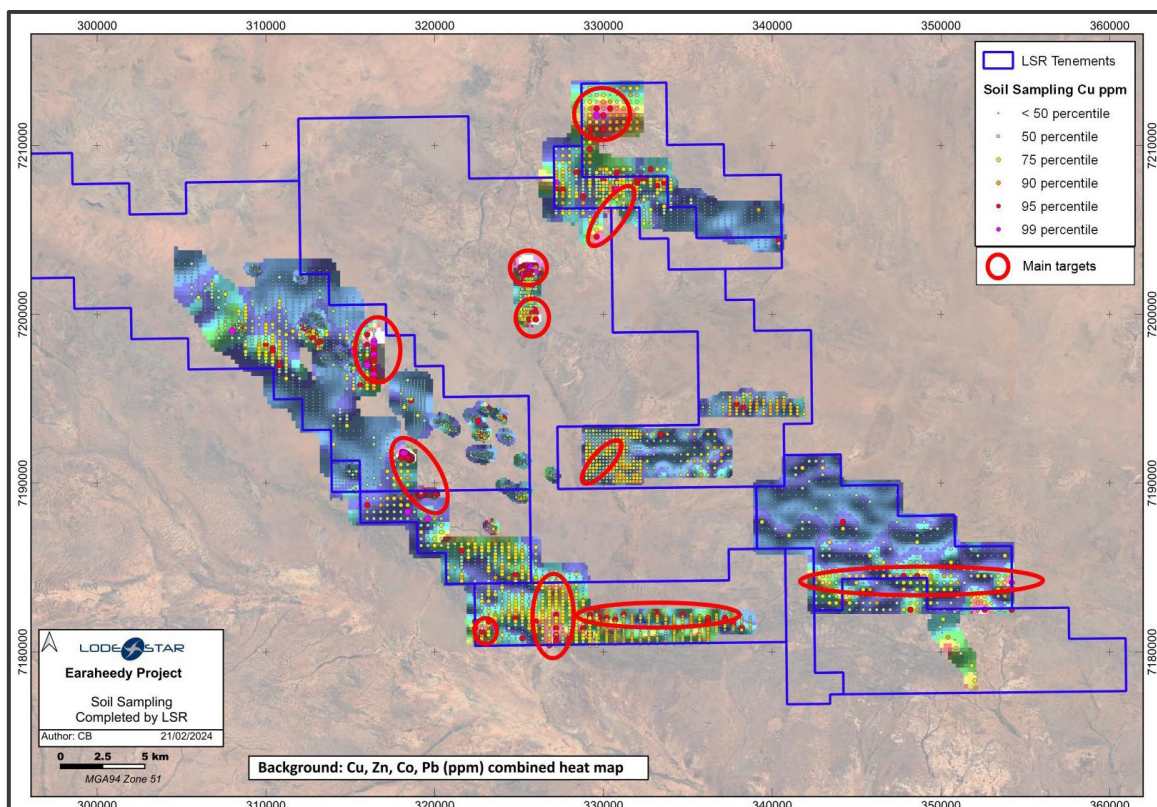 300000 310000 320000 330000 340000 350000 360000
LSR Tenements
Soil Sampling Cu ppm
< 50 percentile
50 percentile
75 percentile
90 percentile
95 percentile
99 percentile
Main targets
7210000 7210000
7200000 7200000
7190000 7190000
7180000 7180000
LODESTAR
Earaheedy Project
Soil Sampling
Completed by LSR
Author: CB 21/02/2024
0 2.5 5 km
MGA94 Zone 51
Background: Cu, Zn, Co, Pb (ppm) combined heat map
300000 310000 320000 330000 340000 350000 360000